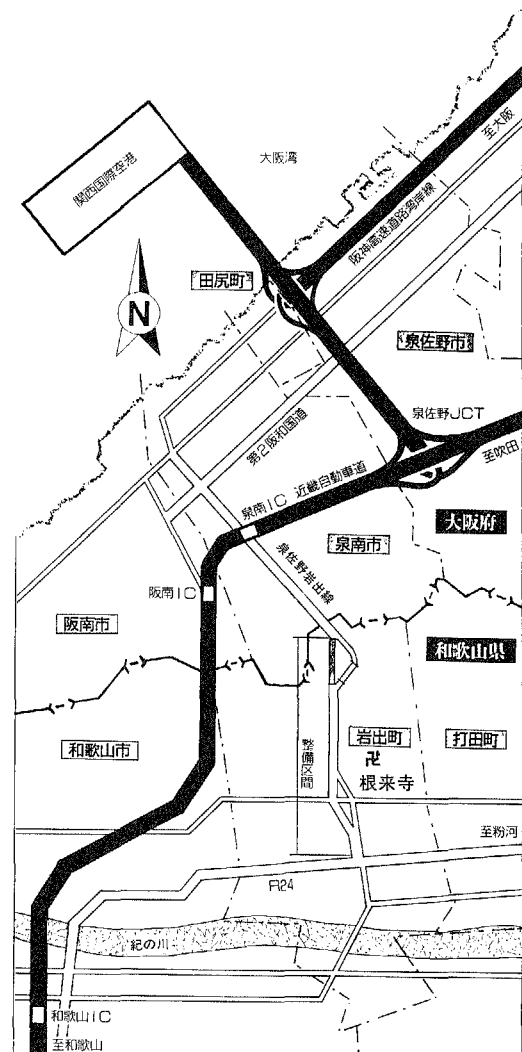 至大阪
関西国際空港
大阪湾
阪神高速道路湾岸線
田尻町
N
泉佐野市
泉佐野JCT
第2阪和国道
至吹田
近畿自動車道
泉南IC
大阪府
泉南市
泉佐野岩出線
阪南IC
阪南市
和歌山県
岩出町
打田町
和歌山市
整備区間
卍
根来寺
至粉河
R24
紀の川
和歌山IC
至和歌山